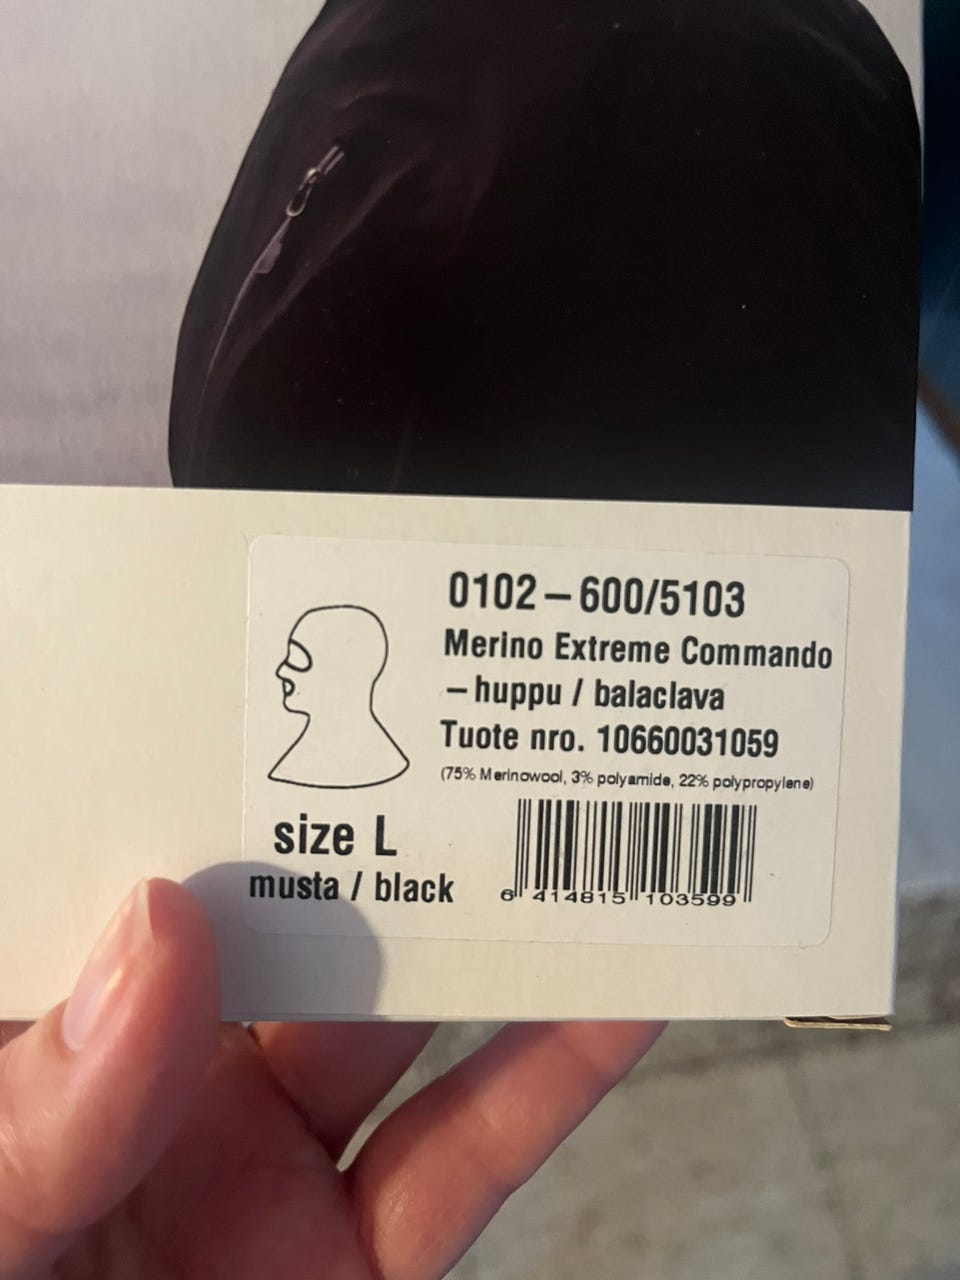 0102 – 600/5103
Merino Extreme Commando
– huppu / balaclava
Tuote nro. 10660031059
(75% Merinowool, 3% polyamide, 22% polypropylene)
size L
musta / black
6 414815 103599